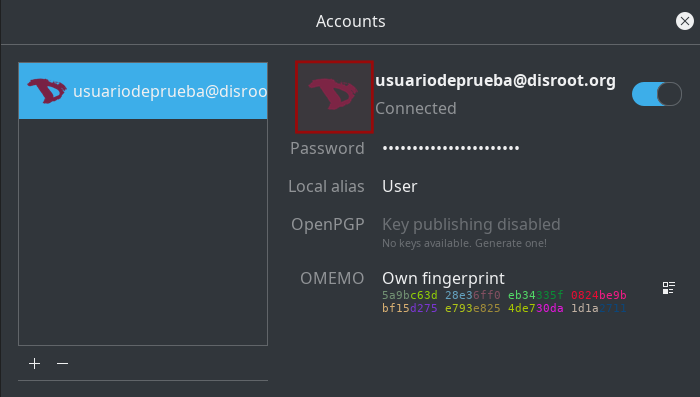 Accounts
usuariodeprueba@disroo
usuariodeprueba@disroot.org
Connected
Password •••••••••••••••••••••••
Local alias User
OpenPGP Key publishing disabled
No keys available. Generate one!
OMEMO Own fingerprint
5a9bc63d 28e36ff0 eb34335f 0824be9b
bf15d275 e793e825 4de730da 1d1a